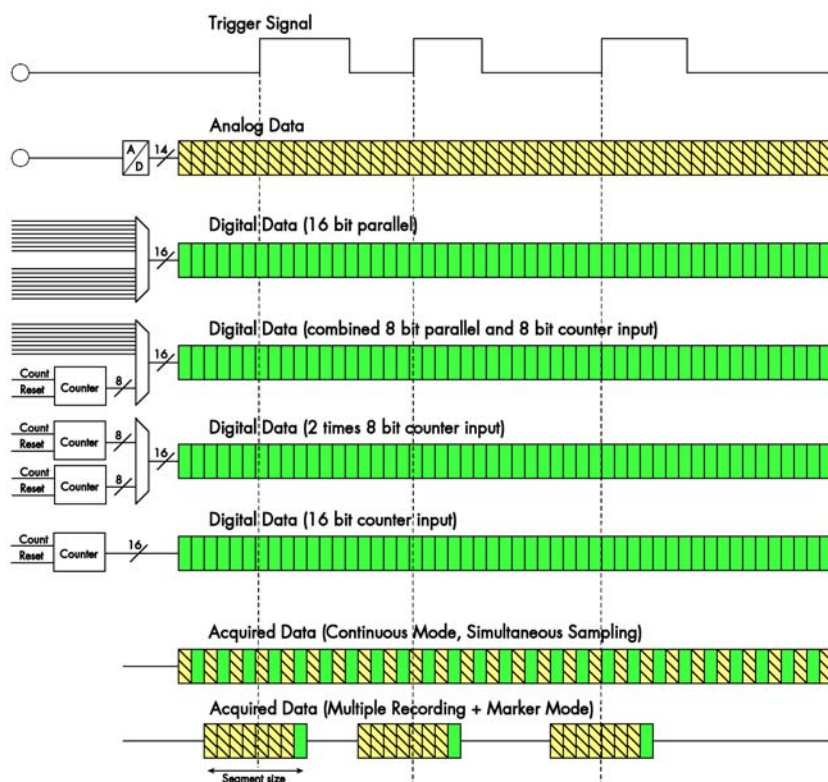 Trigger Signal
Analog Data
A
D
14
Digital Data (16 bit parallel)
16
Digital Data (combined 8 bit parallel and 8 bit counter input)
16
Count
Reset
Counter
8
Digital Data (2 times 8 bit counter input)
Count
Reset
Counter
8
16
Count
Reset
Counter
8
Digital Data (16 bit counter input)
Count
Reset
Counter
16
Acquired Data (Continuous Mode, Simultaneous Sampling)
Acquired Data (Multiple Recording + Marker Mode)
Segment size